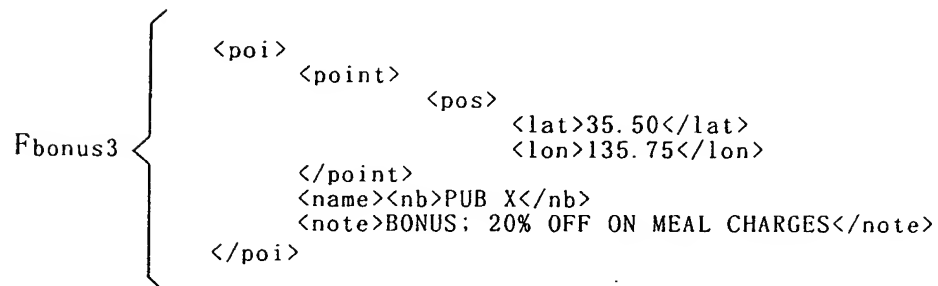 <poi>
<point>
<pos>
<lat>35.50</lat>
Fbonus3
<lon>135.75</lon>
</point>
<name><nb>PUB X</nb>
<note>BONUS; 20% OFF ON MEAL CHARGES</note>
</poi>